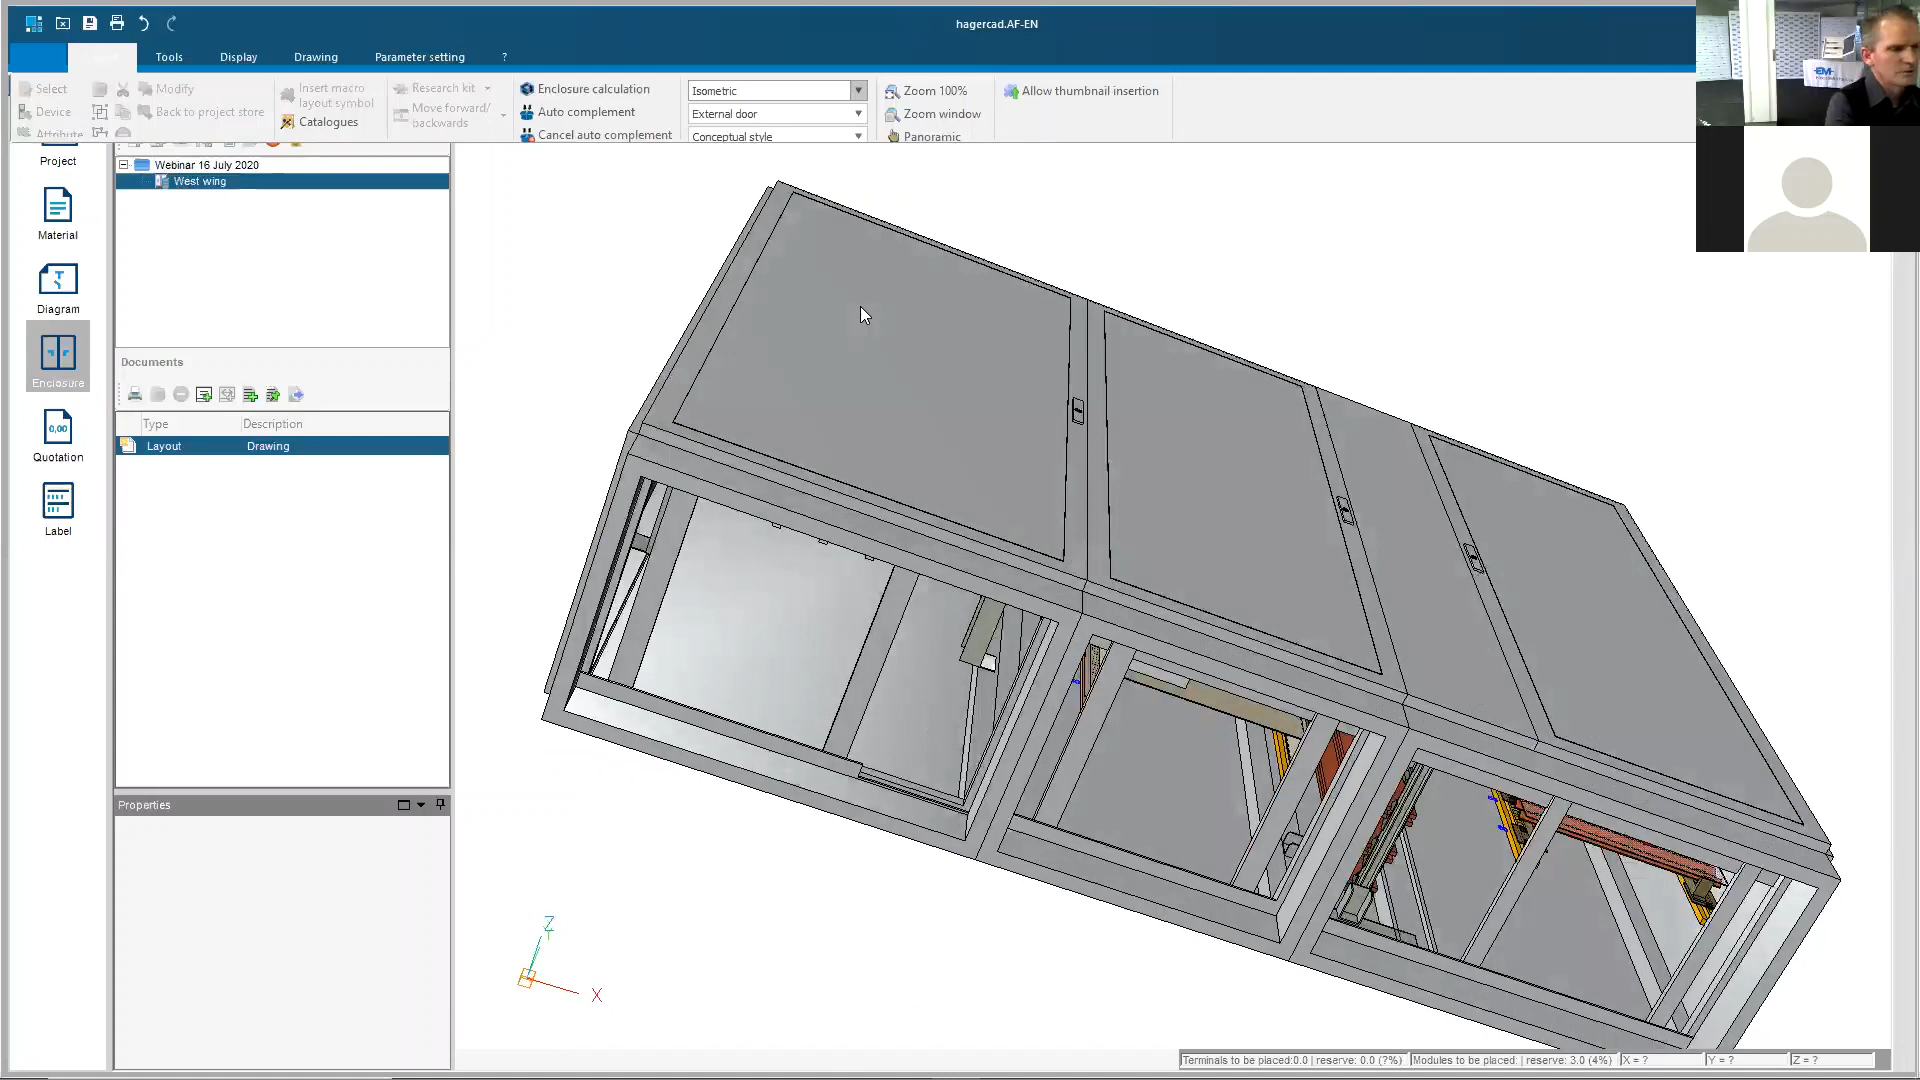 hagercad.AF-EN
Tools Display Drawing Parameter setting ?
Select Modify Insert macro layout symbol Research kit Enclosure calculation Isometric Zoom 100% Allow thumbnail insertion
Device Back to project store Catalogues Move forward/ backwards Auto complement External door Zoom window
Attribute Cancel auto complement Conceptual style Panoramic
Project
Material
Diagram
Enclosure
Quotation
Label
0,00
Webinar 16 July 2020
West wing
Documents
Type Description
Layout Drawing
Properties
Z
X
EM
Terminals to be placed:0.0 | reserve: 0.0 (?%) Modules to be placed: | reserve: 3.0 (4%) X = ? Y = ? Z = ?